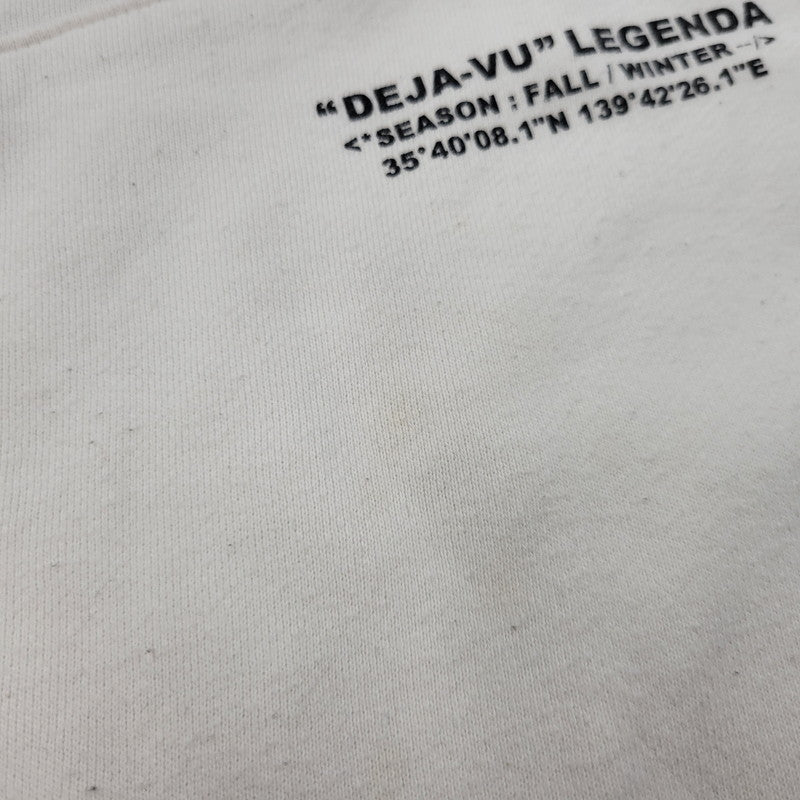 “DEJA-VU” LEGENDA
<*SEASON : FALL / WINTER--/>
35°40'08.1"N 139°42'26.1"E